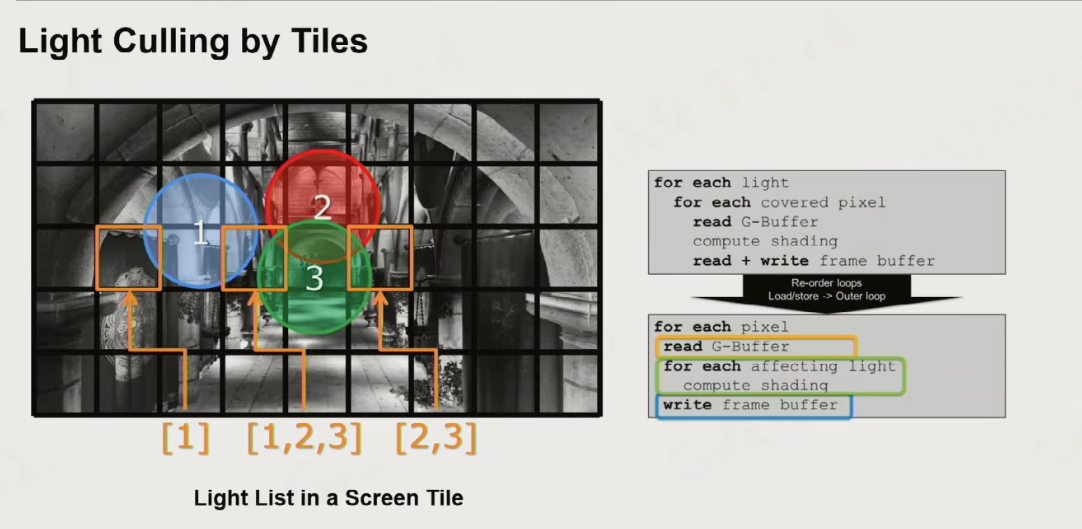 Light Culling by Tiles
1
2
3
[1]
[1,2,3]
[2,3]
Light List in a Screen Tile
for each light
for each covered pixel
read G-Buffer
compute shading
read + write frame buffer
Re-order loops
Load/store -> Outer loop
for each pixel
read G-Buffer
for each affecting light
compute shading
write frame buffer